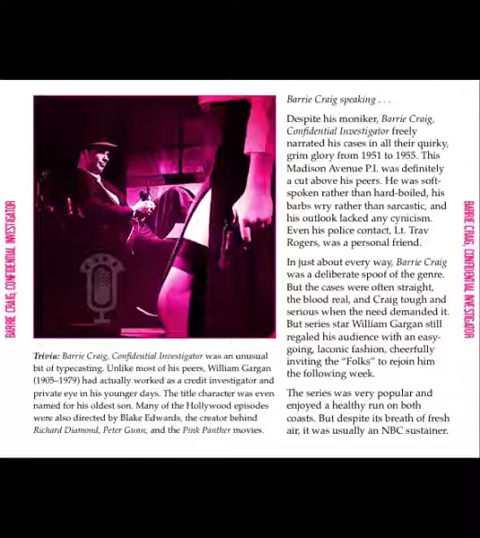 BARRIE CRAIG, CONFIDENTIAL INVESTIGATOR
Trivia: Barrie Craig, Confidential Investigator was an unusual
bit of typecasting. Unlike most of his peers, William Gargan
(1905–1979) had actually worked as a credit investigator and
private eye in his younger days. The title character was even
named for his oldest son. Many of the Hollywood episodes
were also directed by Blake Edwards, the creator behind
Richard Diamond, Peter Gunn, and the Pink Panther movies.
Barrie Craig speaking . . .
Despite his moniker, Barrie Craig,
Confidential Investigator freely
narrated his cases in all their quirky,
grim glory from 1951 to 1955. This
Madison Avenue P.I. was definitely
a cut above his peers. He was soft-
spoken rather than hard-boiled, his
barbs wry rather than sarcastic, and
his outlook lacked any cynicism.
Even his police contact, Lt. Trav
Rogers, was a personal friend.
In just about every way, Barrie Craig
was a deliberate spoof of the genre.
But the cases were often straight,
the blood real, and Craig tough and
serious when the need demanded it.
But series star William Gargan still
regaled his audience with an easy-
going, laconic fashion, cheerfully
inviting the "Folks" to rejoin him
the following week.
The series was very popular and
enjoyed a healthy run on both
coasts. But despite its breath of fresh
air, it was usually an NBC sustainer.
BARRIE CRAIG, CONFIDENTIAL INVESTIGATOR